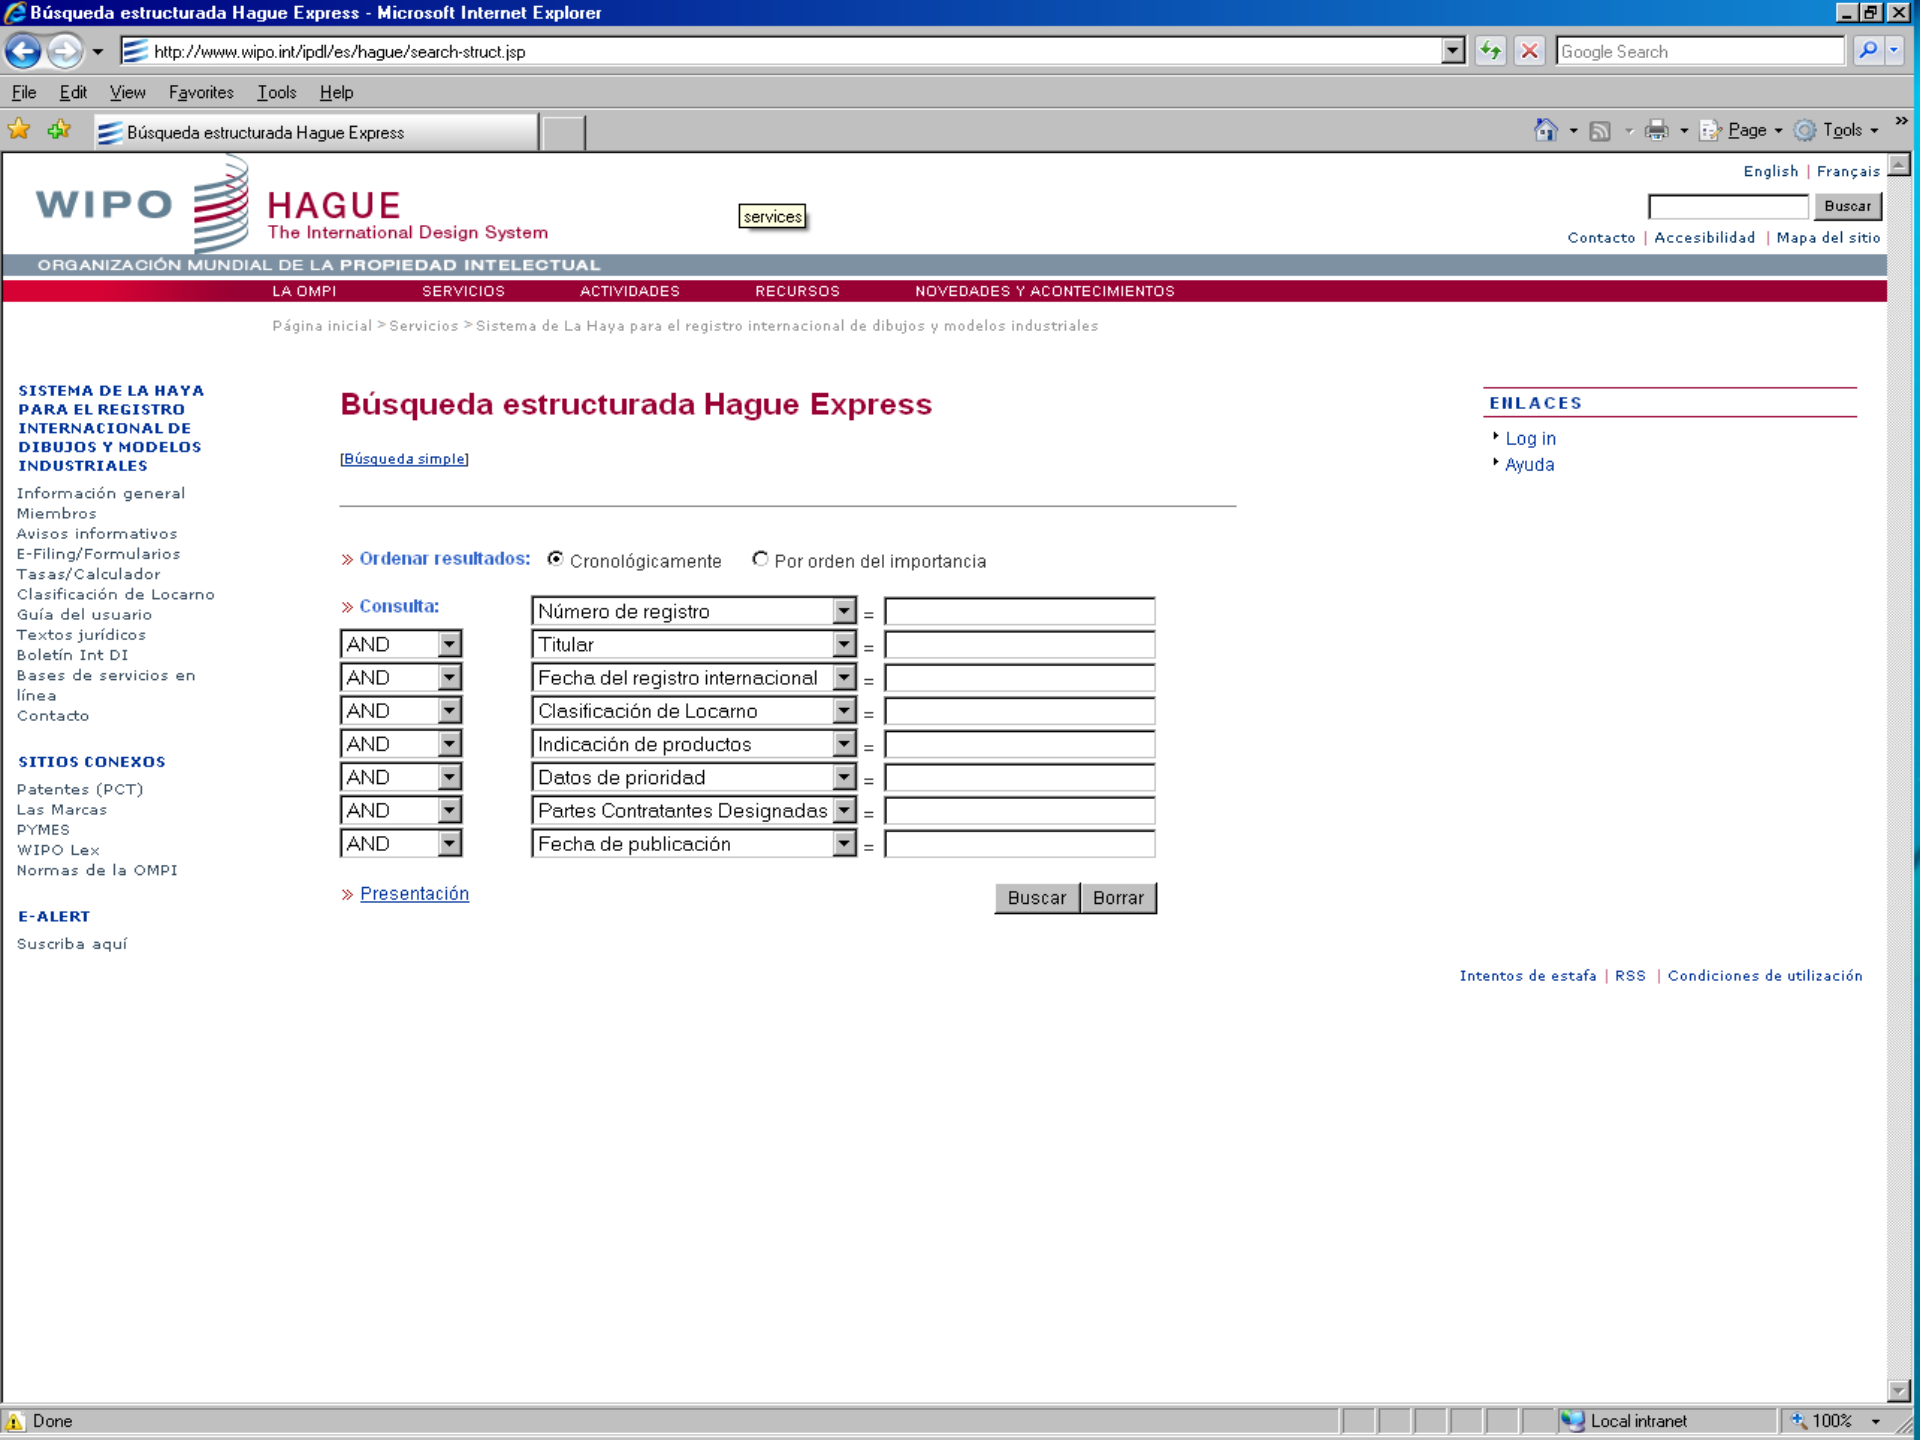 Búsqueda estructurada Hague Express - Microsoft Internet Explorer
http://www.wipo.int/ipdl/es/hague/search-struct.jsp
Google Search
File Edit View Favorites Tools Help
Búsqueda estructurada Hague Express
Page Tools »
English | Français
WIPO
HAGUE
The International Design System
services
Buscar
Contacto | Accesibilidad | Mapa del sitio
ORGANIZACIÓN MUNDIAL DE LA PROPIEDAD INTELECTUAL
LA OMPI SERVICIOS ACTIVIDADES RECURSOS NOVEDADES Y ACONTECIMIENTOS
Página inicial > Servicios > Sistema de La Haya para el registro internacional de dibujos y modelos industriales
SISTEMA DE LA HAYA
PARA EL REGISTRO
INTERNACIONAL DE
DIBUJOS Y MODELOS
INDUSTRIALES
Información general
Miembros
Avisos informativos
E-Filing/Formularios
Tasas/Calculador
Clasificación de Locarno
Guía del usuario
Textos jurídicos
Boletín Int DI
Bases de servicios en
línea
Contacto
SITIOS CONEXOS
Patentes (PCT)
Las Marcas
PYMES
WIPO Lex
Normas de la OMPI
E-ALERT
Suscriba aquí
Búsqueda estructurada Hague Express
[Búsqueda simple]
» Ordenar resultados: Cronológicamente Por orden del importancia
» Consulta: Número de registro =
AND Titular =
AND Fecha del registro internacional =
AND Clasificación de Locarno =
AND Indicación de productos =
AND Datos de prioridad =
AND Partes Contratantes Designadas =
AND Fecha de publicación =
» Presentación
Buscar Borrar
ENLACES
Log in
Ayuda
Intentos de estafa | RSS | Condiciones de utilización
Done
Local intranet
100%